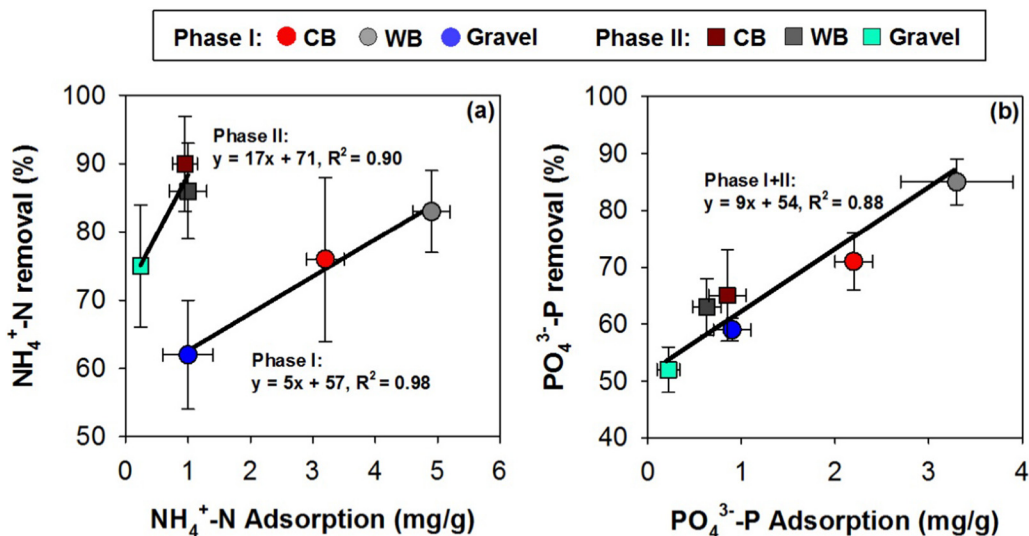 Phase I: CB WB Gravel Phase II: CB WB Gravel
(a)
Phase II:
y = 17x + 71, R² = 0.90
Phase I:
y = 5x + 57, R² = 0.98
NH₄⁺-N removal (%)
100
90
80
70
60
50
0 1 2 3 4 5 6
NH₄⁺-N Adsorption (mg/g)
(b)
Phase I+II:
y = 9x + 54, R² = 0.88
PO₄³⁻-P removal (%)
100
90
80
70
60
50
40
0 1 2 3 4
PO₄³⁻-P Adsorption (mg/g)